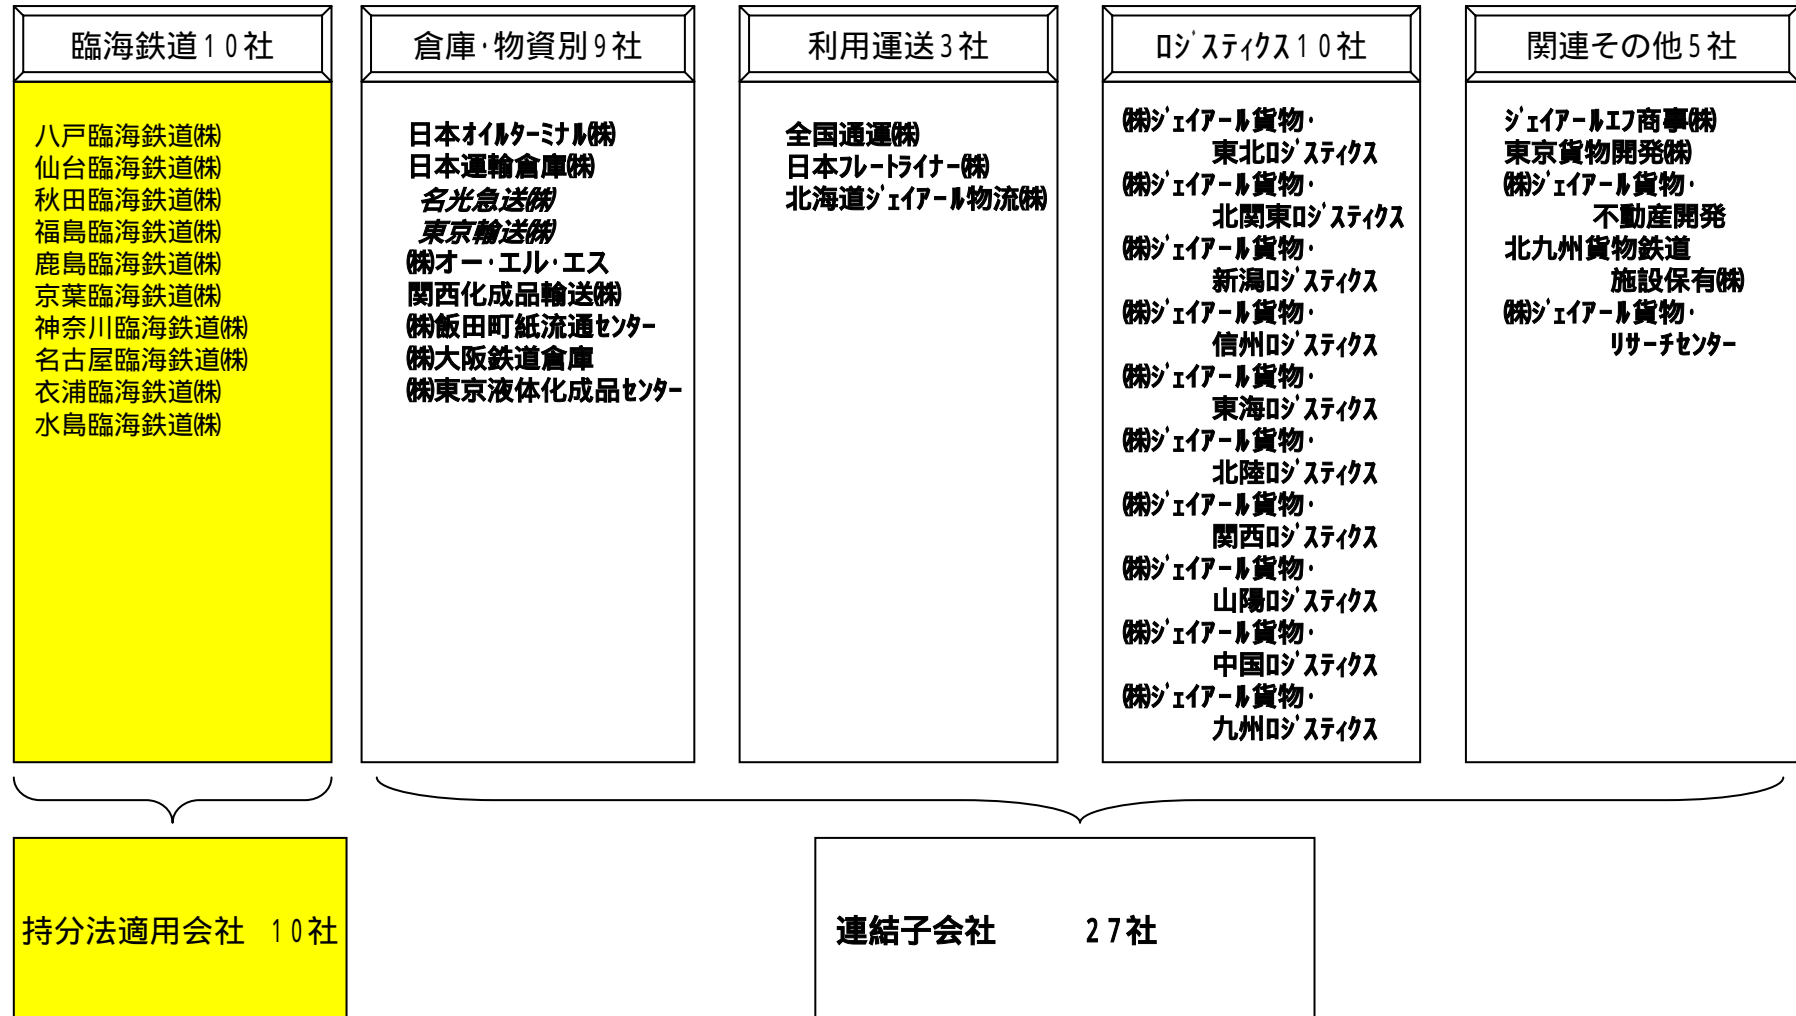 臨海鉄道10社
八戸臨海鉄道㈱
仙台臨海鉄道㈱
秋田臨海鉄道㈱
福島臨海鉄道㈱
鹿島臨海鉄道㈱
京葉臨海鉄道㈱
神奈川臨海鉄道㈱
名古屋臨海鉄道㈱
衣浦臨海鉄道㈱
水島臨海鉄道㈱
倉庫・物資別9社
日本オイルターミナル㈱
日本運輸倉庫㈱
名光急送㈱
東京輸送㈱
㈱オー・エル・エス
関西化成品輸送㈱
㈱飯田町紙流通センター
㈱大阪鉄道倉庫
㈱東京液体化成品センター
利用運送3社
全国通運㈱
日本フレートライナー㈱
北海道ジェイアール物流㈱
ロジスティクス10社
㈱ジェイアール貨物・
東北ロジスティクス
㈱ジェイアール貨物・
北関東ロジスティクス
㈱ジェイアール貨物・
新潟ロジスティクス
㈱ジェイアール貨物・
信州ロジスティクス
㈱ジェイアール貨物・
東海ロジスティクス
㈱ジェイアール貨物・
北陸ロジスティクス
㈱ジェイアール貨物・
関西ロジスティクス
㈱ジェイアール貨物・
山陽ロジスティクス
㈱ジェイアール貨物・
中国ロジスティクス
㈱ジェイアール貨物・
九州ロジスティクス
関連その他5社
ジェイアールエフ商事㈱
東京貨物開発㈱
㈱ジェイアール貨物・
不動産開発
北九州貨物鉄道
施設保有㈱
㈱ジェイアール貨物・
リサーチセンター
持分法適用会社 10社
連結子会社 27社